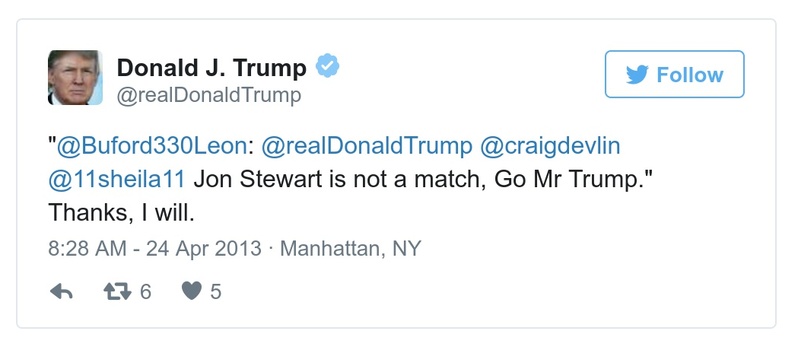 Donald J. Trump
@realDonaldTrump
Follow
"@Buford330Leon: @realDonaldTrump @craigdevlin
@11sheila11 Jon Stewart is not a match, Go Mr Trump."
Thanks, I will.
8:28 AM - 24 Apr 2013 · Manhattan, NY
6 5